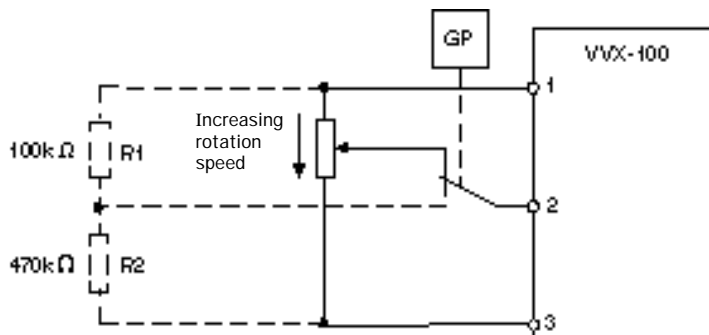 GP
VVX-100
1
Increasing
rotation
speed
100k Ω
R1
2
470k Ω
R2
3